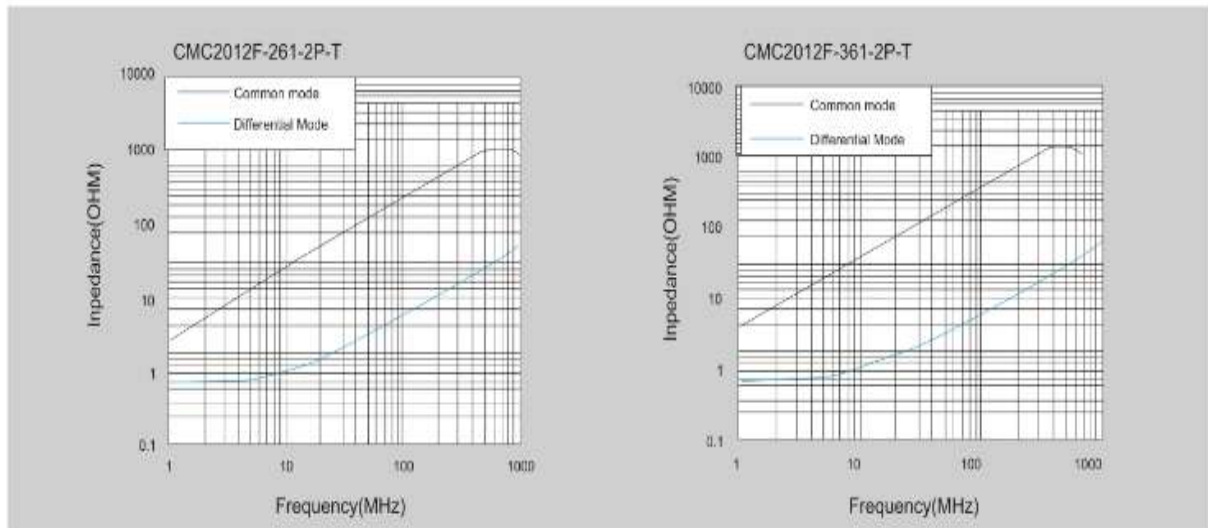 CMC2012F-261-2P-T
10000
1000
100
10
1
0.1
Common mode
Differential Mode
Inpedance(OHM)
1
10
100
1000
Frequency(MHz)
CMC2012F-361-2P-T
10000
1000
100
10
1
0.1
Common mode
Differential Mode
Inpedance(OHM)
1
10
100
1000
Frequency(MHz)